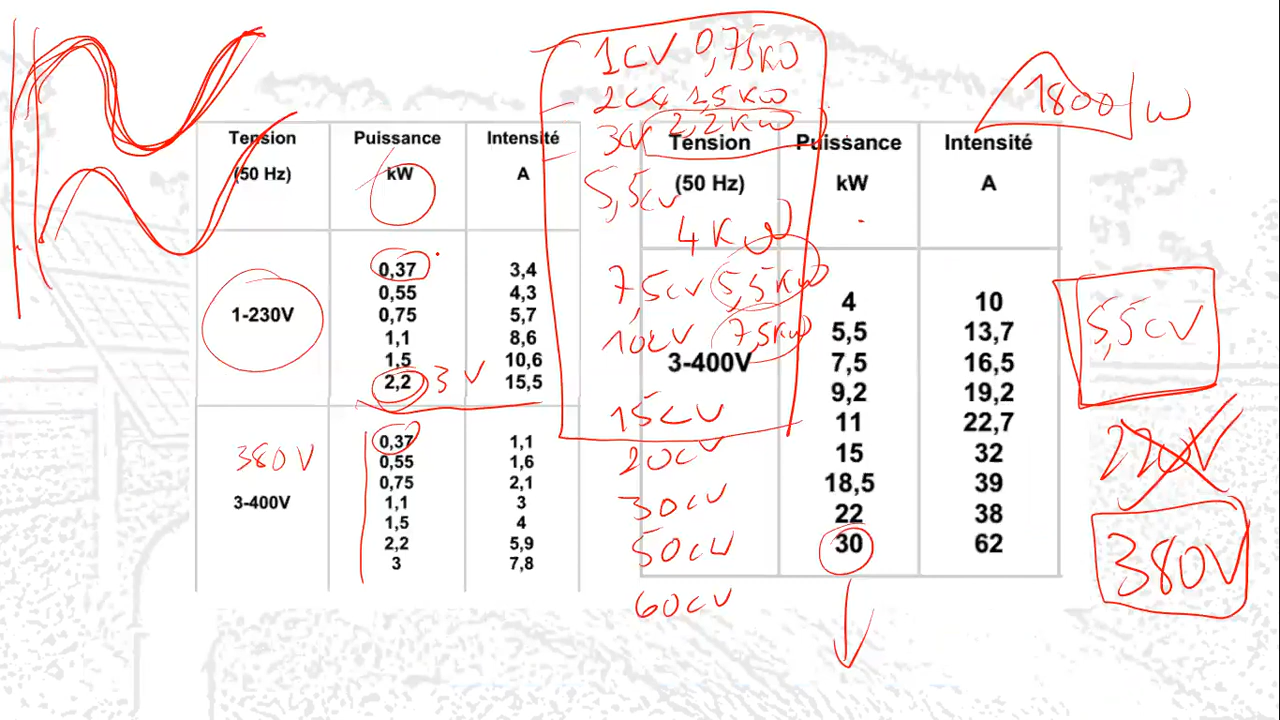 Tension Puissance Intensité
(50 Hz) kW A
1-230V
0,37 3,4
0,55 4,3
0,75 5,7
1,1 8,6
1,5 10,6
2,2 15,5
3 V
380V
3-400V
0,37 1,1
0,55 1,6
0,75 2,1
1,1 3
1,5 4
2,2 5,9
3 7,8
1CV 0,75KW
2CV 1,5KW
3CV 2,2KW
5,5CV
4KW
7,5CV 5,5KW
10CV 7,5KW
15CV
20CV
30CV
50CV
60CV
Tension Puissance Intensité
(50 Hz) kW A
3-400V
4 10
5,5 13,7
7,5 16,5
9,2 19,2
11 22,7
15 32
18,5 39
22 38
30 62
1800 W
5,5CV
220V
380V